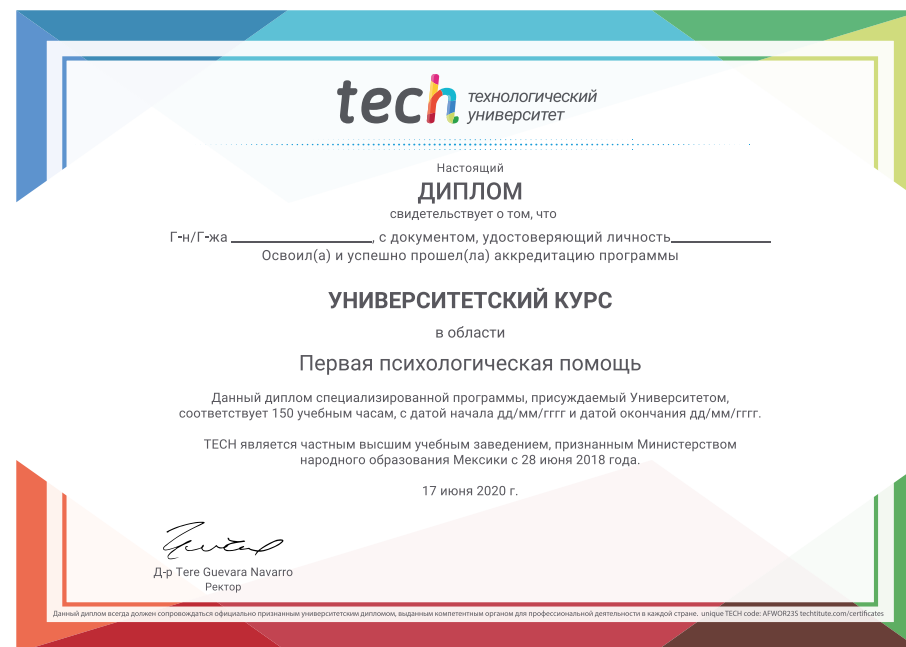 tech технологический университет
Настоящий
ДИПЛОМ
свидетельствует о том, что
Г-н/Г-жа ____________, с документом, удостоверяющий личность____________
Освоил(а) и успешно прошел(ла) аккредитацию программы
УНИВЕРСИТЕТСКИЙ КУРС
в области
Первая психологическая помощь
Данный диплом специализированной программы, присуждаемый Университетом,
соответствует 150 учебным часам, с датой начала дд/мм/гггг и датой окончания дд/мм/гггг.
TECH является частным высшим учебным заведением, признанным Министерством
народного образования Мексики с 28 июня 2018 года.
17 июня 2020 г.
Д-р Tere Guevara Navarro
Ректор
Данный диплом всегда должен сопровождаться официально признанным университетским дипломом, выданным компетентным органом для профессиональной деятельности в каждой стране. unique TECH code: AFWOR23S techtitute.com/certificates